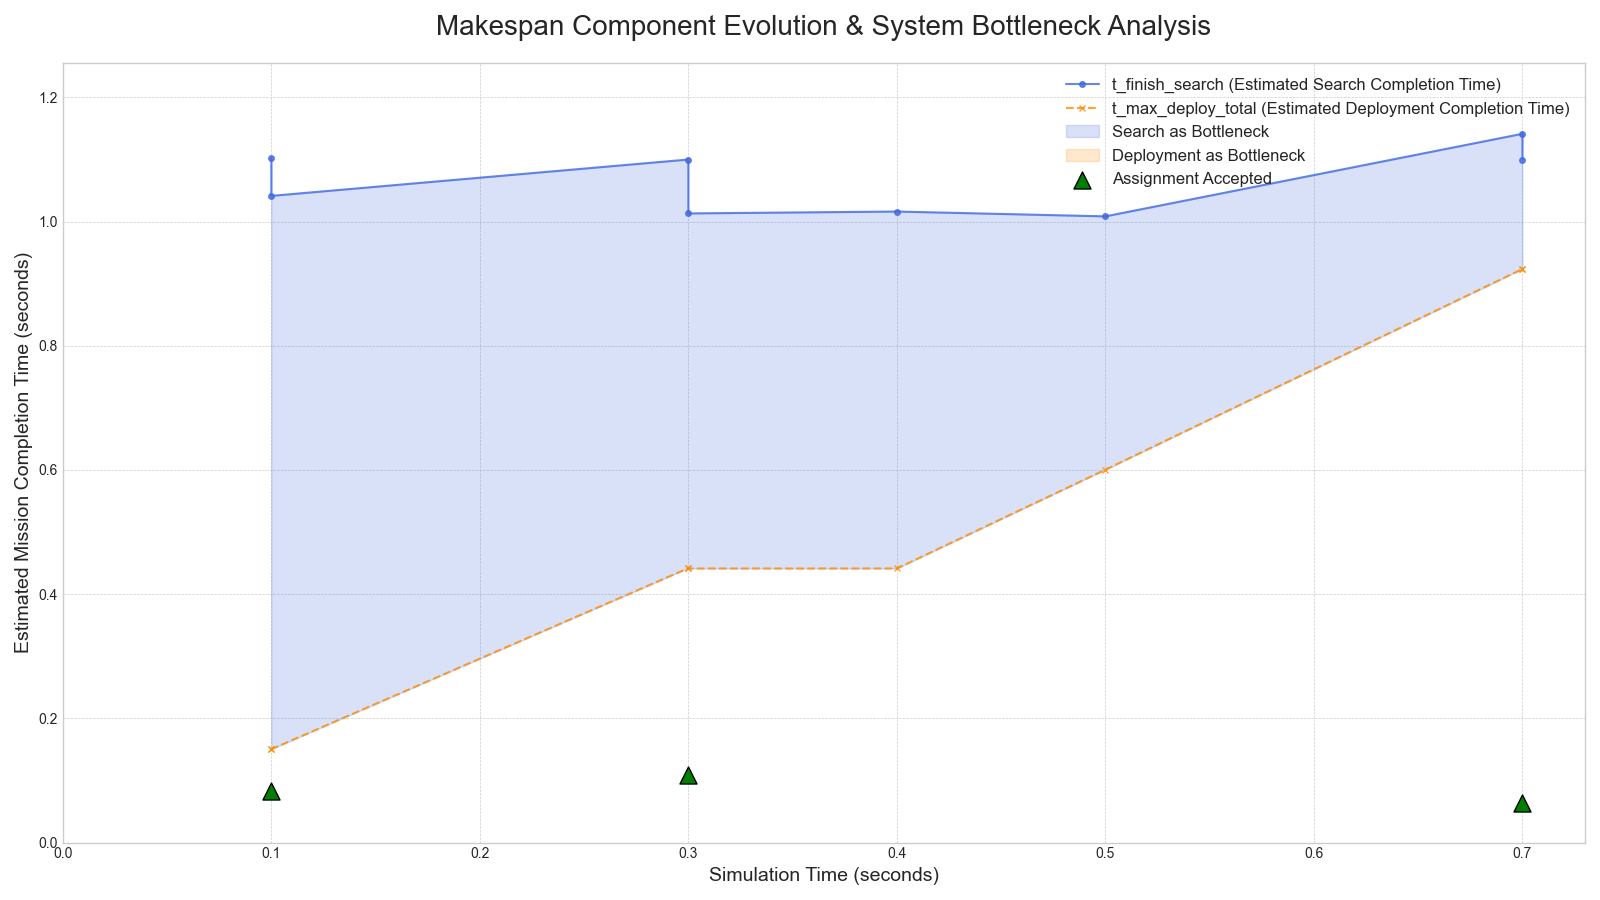 Makespan Component Evolution & System Bottleneck Analysis
t_finish_search (Estimated Search Completion Time)
t_max_deploy_total (Estimated Deployment Completion Time)
Search as Bottleneck
Deployment as Bottleneck
Assignment Accepted
Estimated Mission Completion Time (seconds)
1.2
1.0
0.8
0.6
0.4
0.2
0.0
0.0 0.1 0.2 0.3 0.4 0.5 0.6 0.7
Simulation Time (seconds)